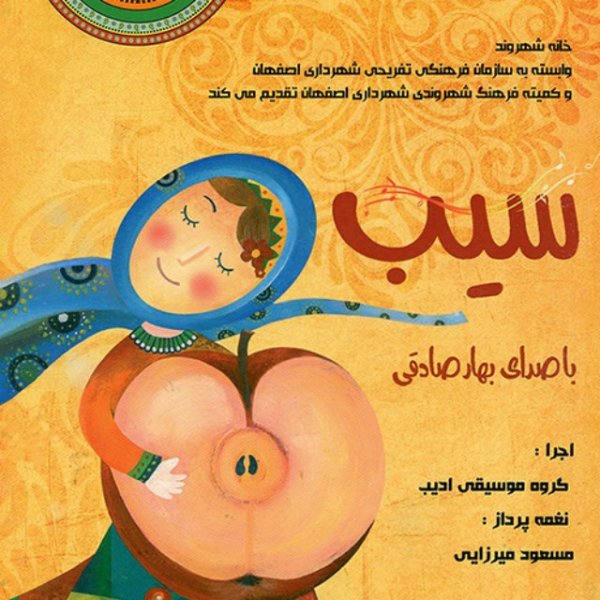 خانه شهروند
وابسته به سازمان فرهنگی تفریحی شهرداری اصفهان
و کمیته فرهنگ شهروندی شهرداری اصفهان تقدیم می کند
سیب
با صدای بهار صادقی
اجرا :
گروه موسیقی ادیب
نغمه پرداز :
مسعود میرزایی